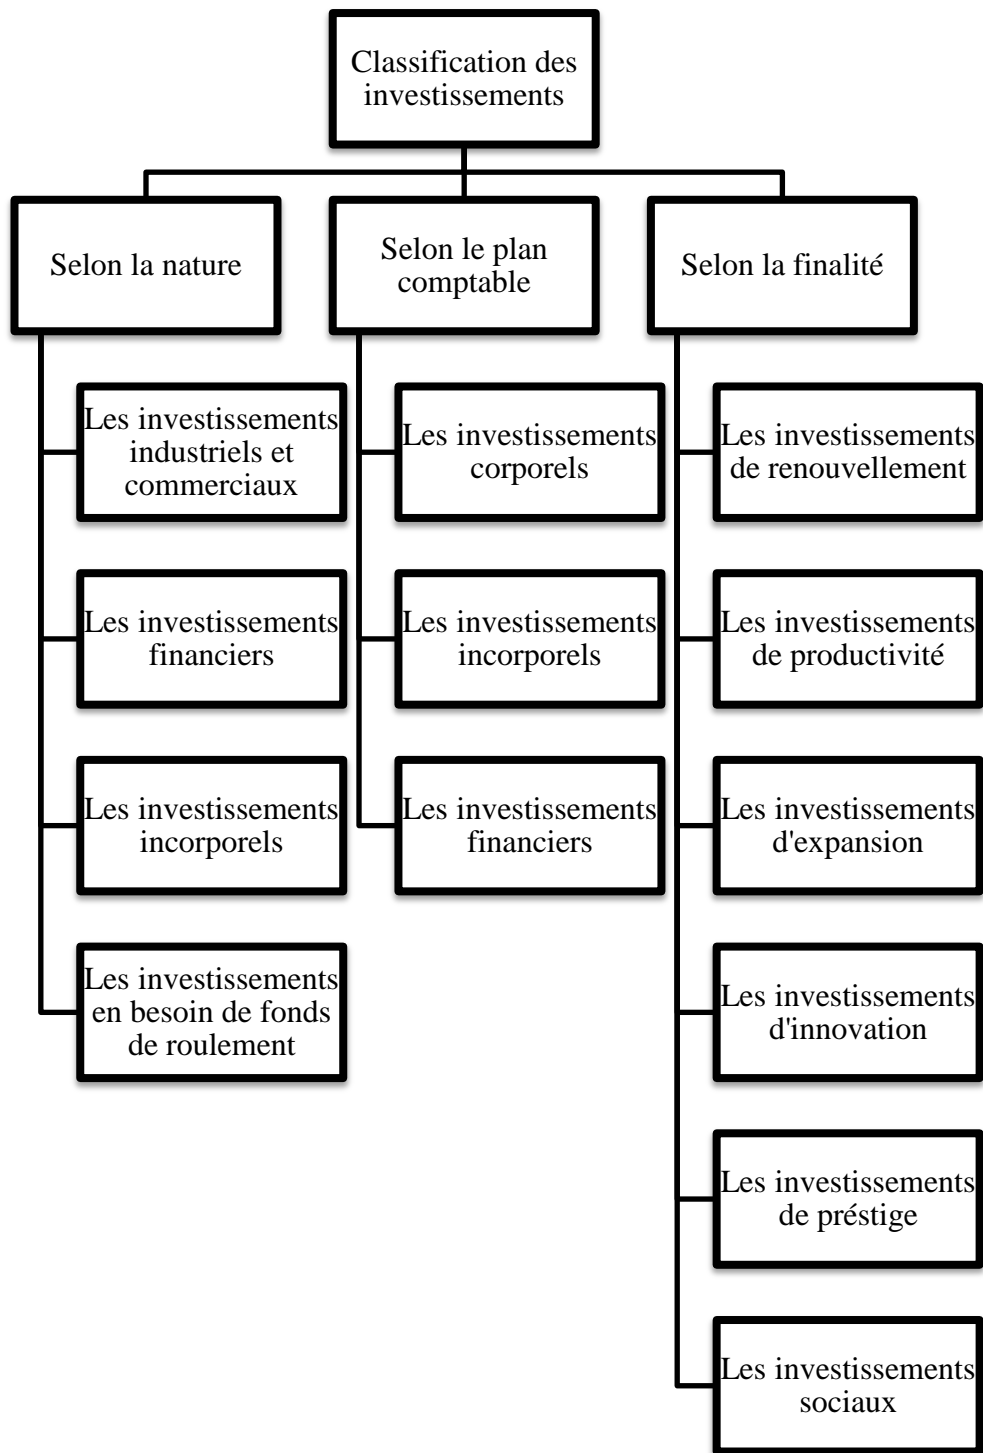 Classification des
investissements
Selon la nature
Selon le plan
comptable
Selon la finalité
Les investissements
industriels et
commerciaux
Les investissements
corporels
Les investissements
de renouvellement
Les investissements
financiers
Les investissements
incorporels
Les investissements
de productivité
Les investissements
incorporels
Les investissements
financiers
Les investissements
d'expansion
Les investissements
en besoin de fonds
de roulement
Les investissements
d'innovation
Les investissements
de préstige
Les investissements
sociaux